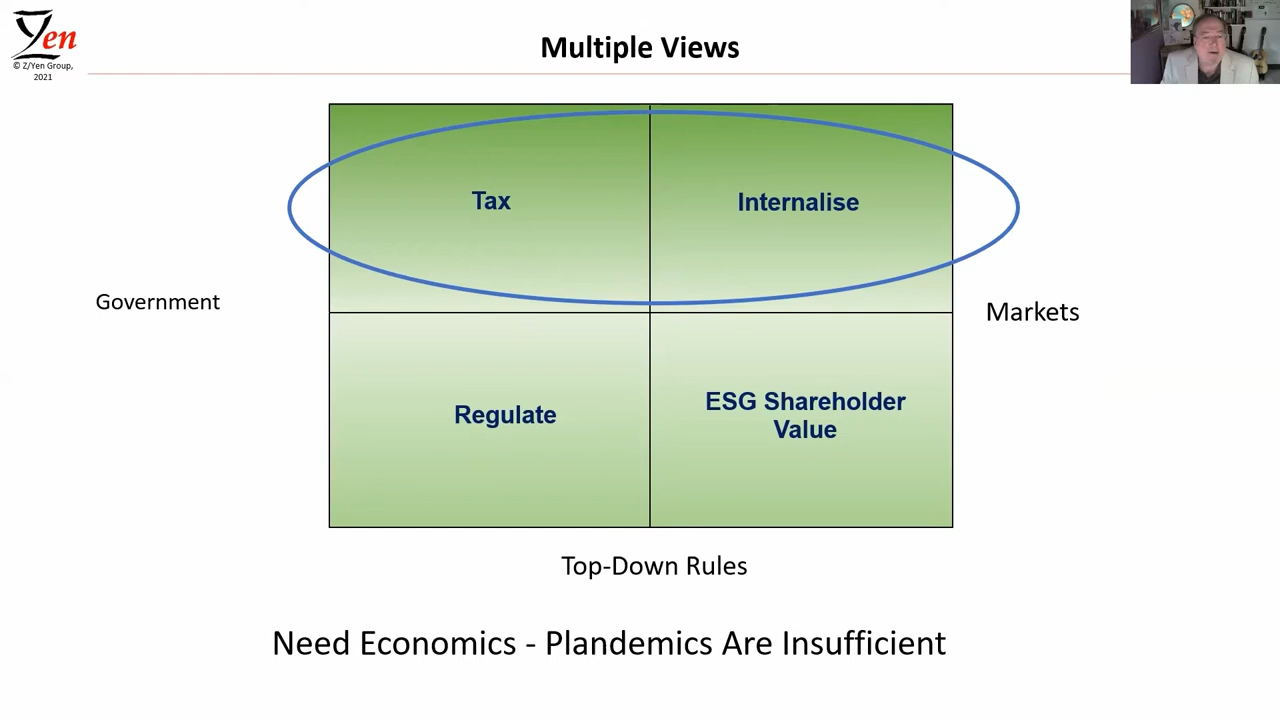 Yen
© Z/Yen Group,
2021
Multiple Views
Tax
Internalise
Government
Markets
Regulate
ESG Shareholder
Value
Top-Down Rules
Need Economics - Plandemics Are Insufficient